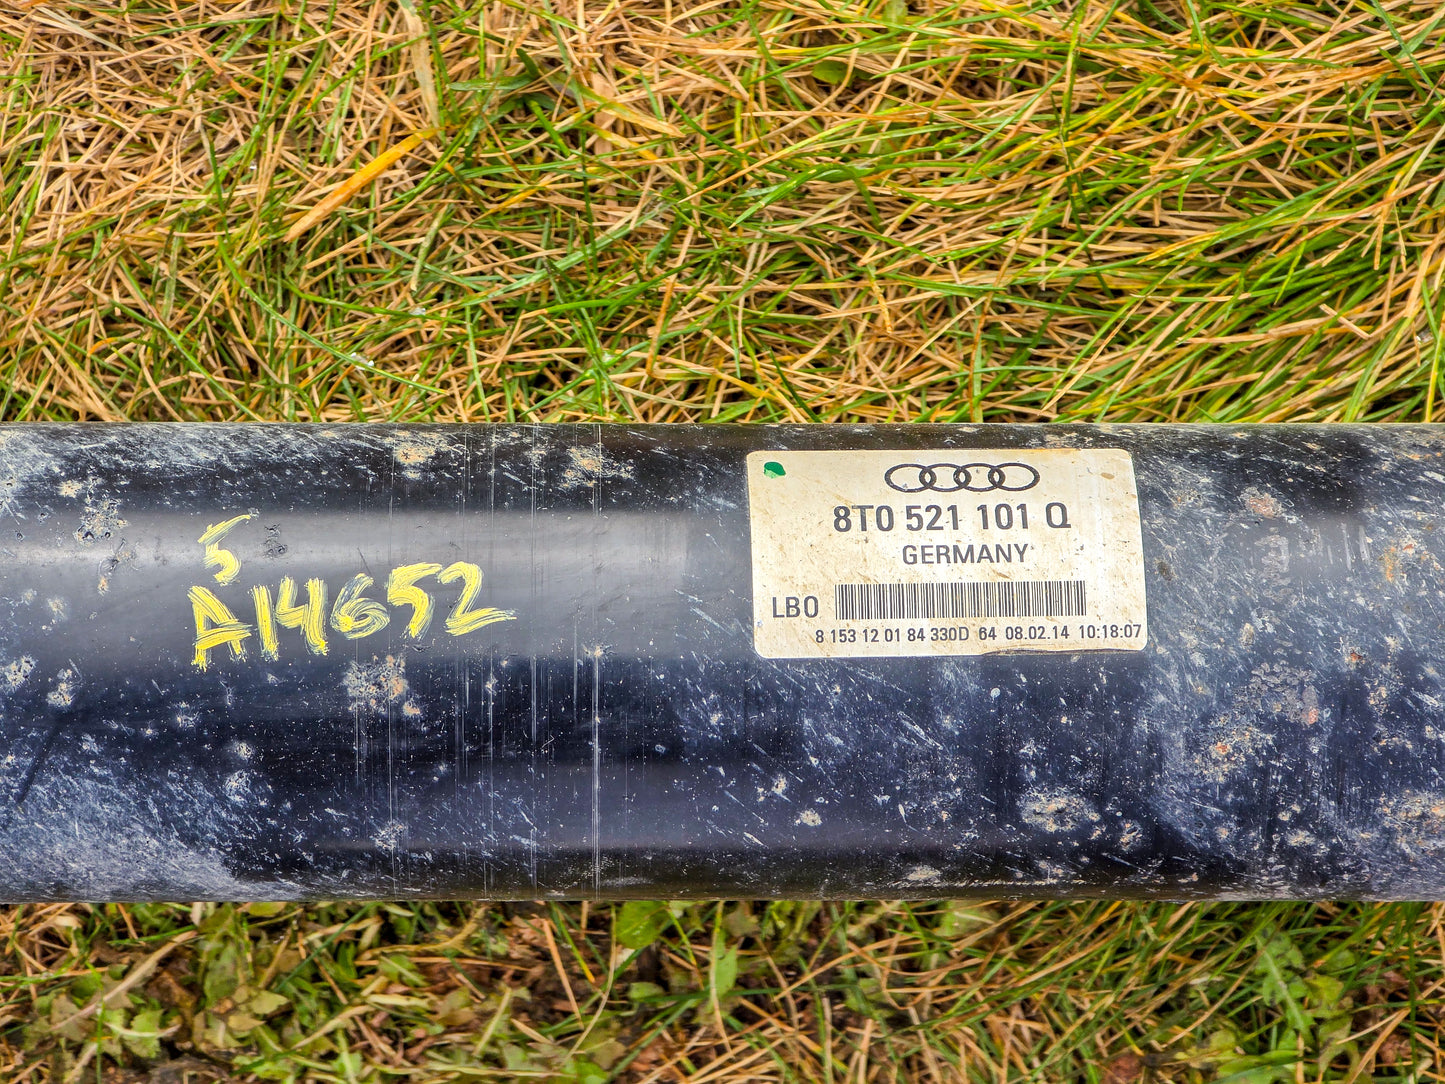 5
A14652
8T0 521 101 Q
GERMANY
LBO
8 153 12 01 84 330D 64 08.02.14 10:18:07